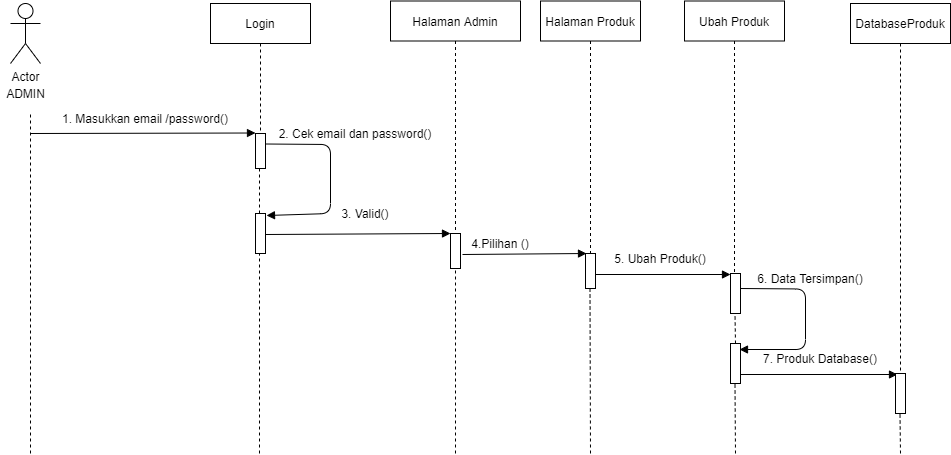 Login
Halaman Admin
Halaman Produk
Ubah Produk
DatabaseProduk
Actor
ADMIN
1. Masukkan email /password()
2. Cek email dan password()
3. Valid()
4.Pilihan ()
5. Ubah Produk()
6. Data Tersimpan()
7. Produk Database()